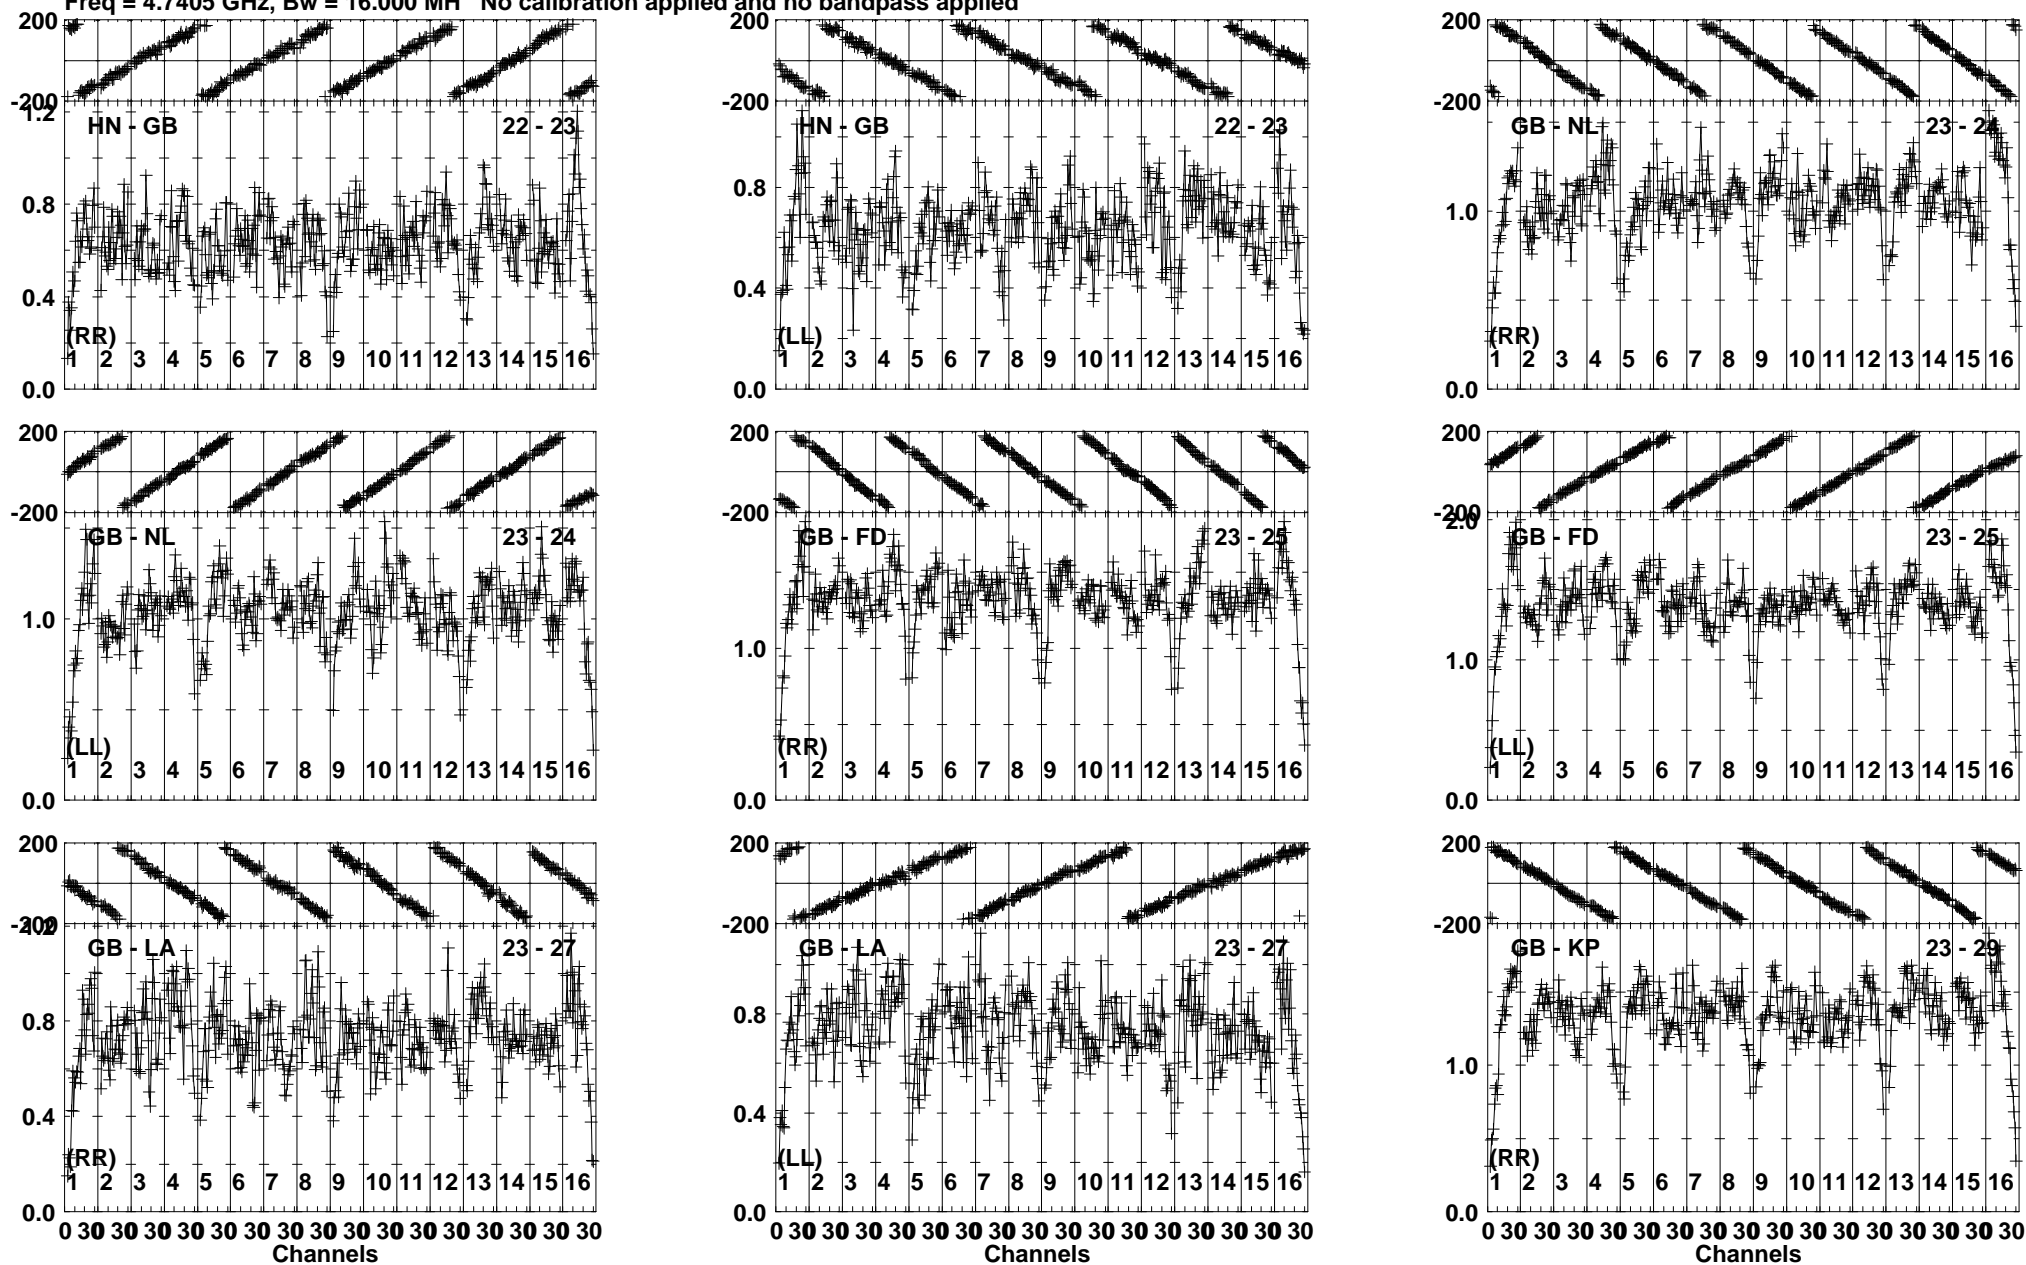 Freq = 4.7405 GHz, Bw = 16.000 MH No calibration applied and no bandpass applied
200 200 200
-200 -200 -200
1.2
HN - GB 22 - 23 HN - GB 22 - 23 GB - NL 23 - 24
0.8 0.8 1.0
0.4 0.4
(RR) (LL) (RR)
1 2 3 4 5 6 7 8 9 10 11 12 13 14 15 16 1 2 3 4 5 6 7 8 9 10 11 12 13 14 15 16 1 2 3 4 5 6 7 8 9 10 11 12 13 14 15 16
0.0 0.0 0.0
200 200 200
-200 -200 -200
2.0
GB - NL 23 - 24 GB - FD 23 - 25 GB - FD 23 - 25
1.0 1.0 1.0
(LL) (RR) (LL)
1 2 3 4 5 6 7 8 9 10 11 12 13 14 15 16 1 2 3 4 5 6 7 8 9 10 11 12 13 14 15 16 1 2 3 4 5 6 7 8 9 10 11 12 13 14 15 16
0.0 0.0 0.0
200 200 200
-200 -200 -200
1.2
GB - LA 23 - 27 GB - LA 23 - 27 GB - KP 23 - 29
0.8 0.8 1.0
0.4 0.4
(RR) (LL) (RR)
1 2 3 4 5 6 7 8 9 10 11 12 13 14 15 16 1 2 3 4 5 6 7 8 9 10 11 12 13 14 15 16 1 2 3 4 5 6 7 8 9 10 11 12 13 14 15 16
0.0 0.0 0.0
0 30 30 30 30 30 30 30 30 30 30 30 30 30 30 30 30 0 30 30 30 30 30 30 30 30 30 30 30 30 30 30 30 30 0 30 30 30 30 30 30 30 30 30 30 30 30 30 30 30 30
Channels Channels Channels